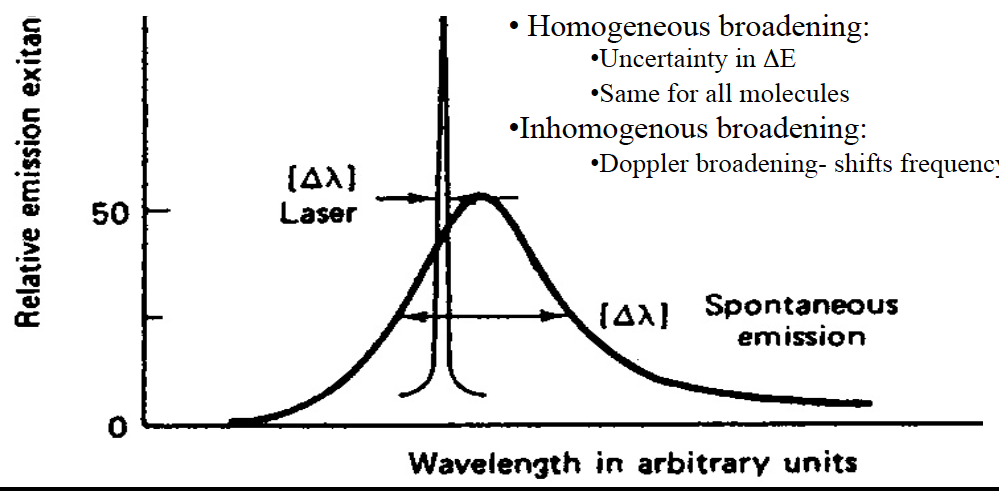 • Homogeneous broadening:
•Uncertainty in ΔE
•Same for all molecules
•Inhomogenous broadening:
•Doppler broadening- shifts frequency
Relative emission exitan
[Δλ]
Laser
50
[Δλ]
Spontaneous
emission
0
Wavelength in arbitrary units